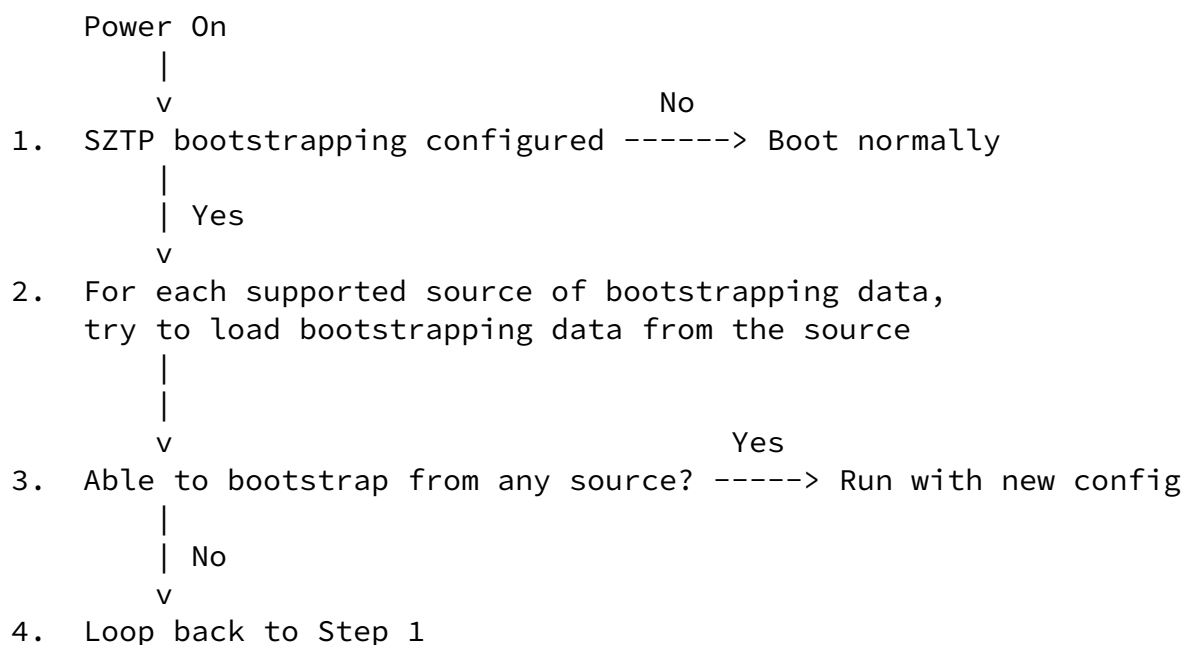 Power On
|
v                                  No
1.  SZTP bootstrapping configured ------> Boot normally
|
| Yes
v
2.  For each supported source of bootstrapping data,
try to load bootstrapping data from the source
|
|
v                                       Yes
3.  Able to bootstrap from any source? -----> Run with new config
|
| No
v
4.  Loop back to Step 1